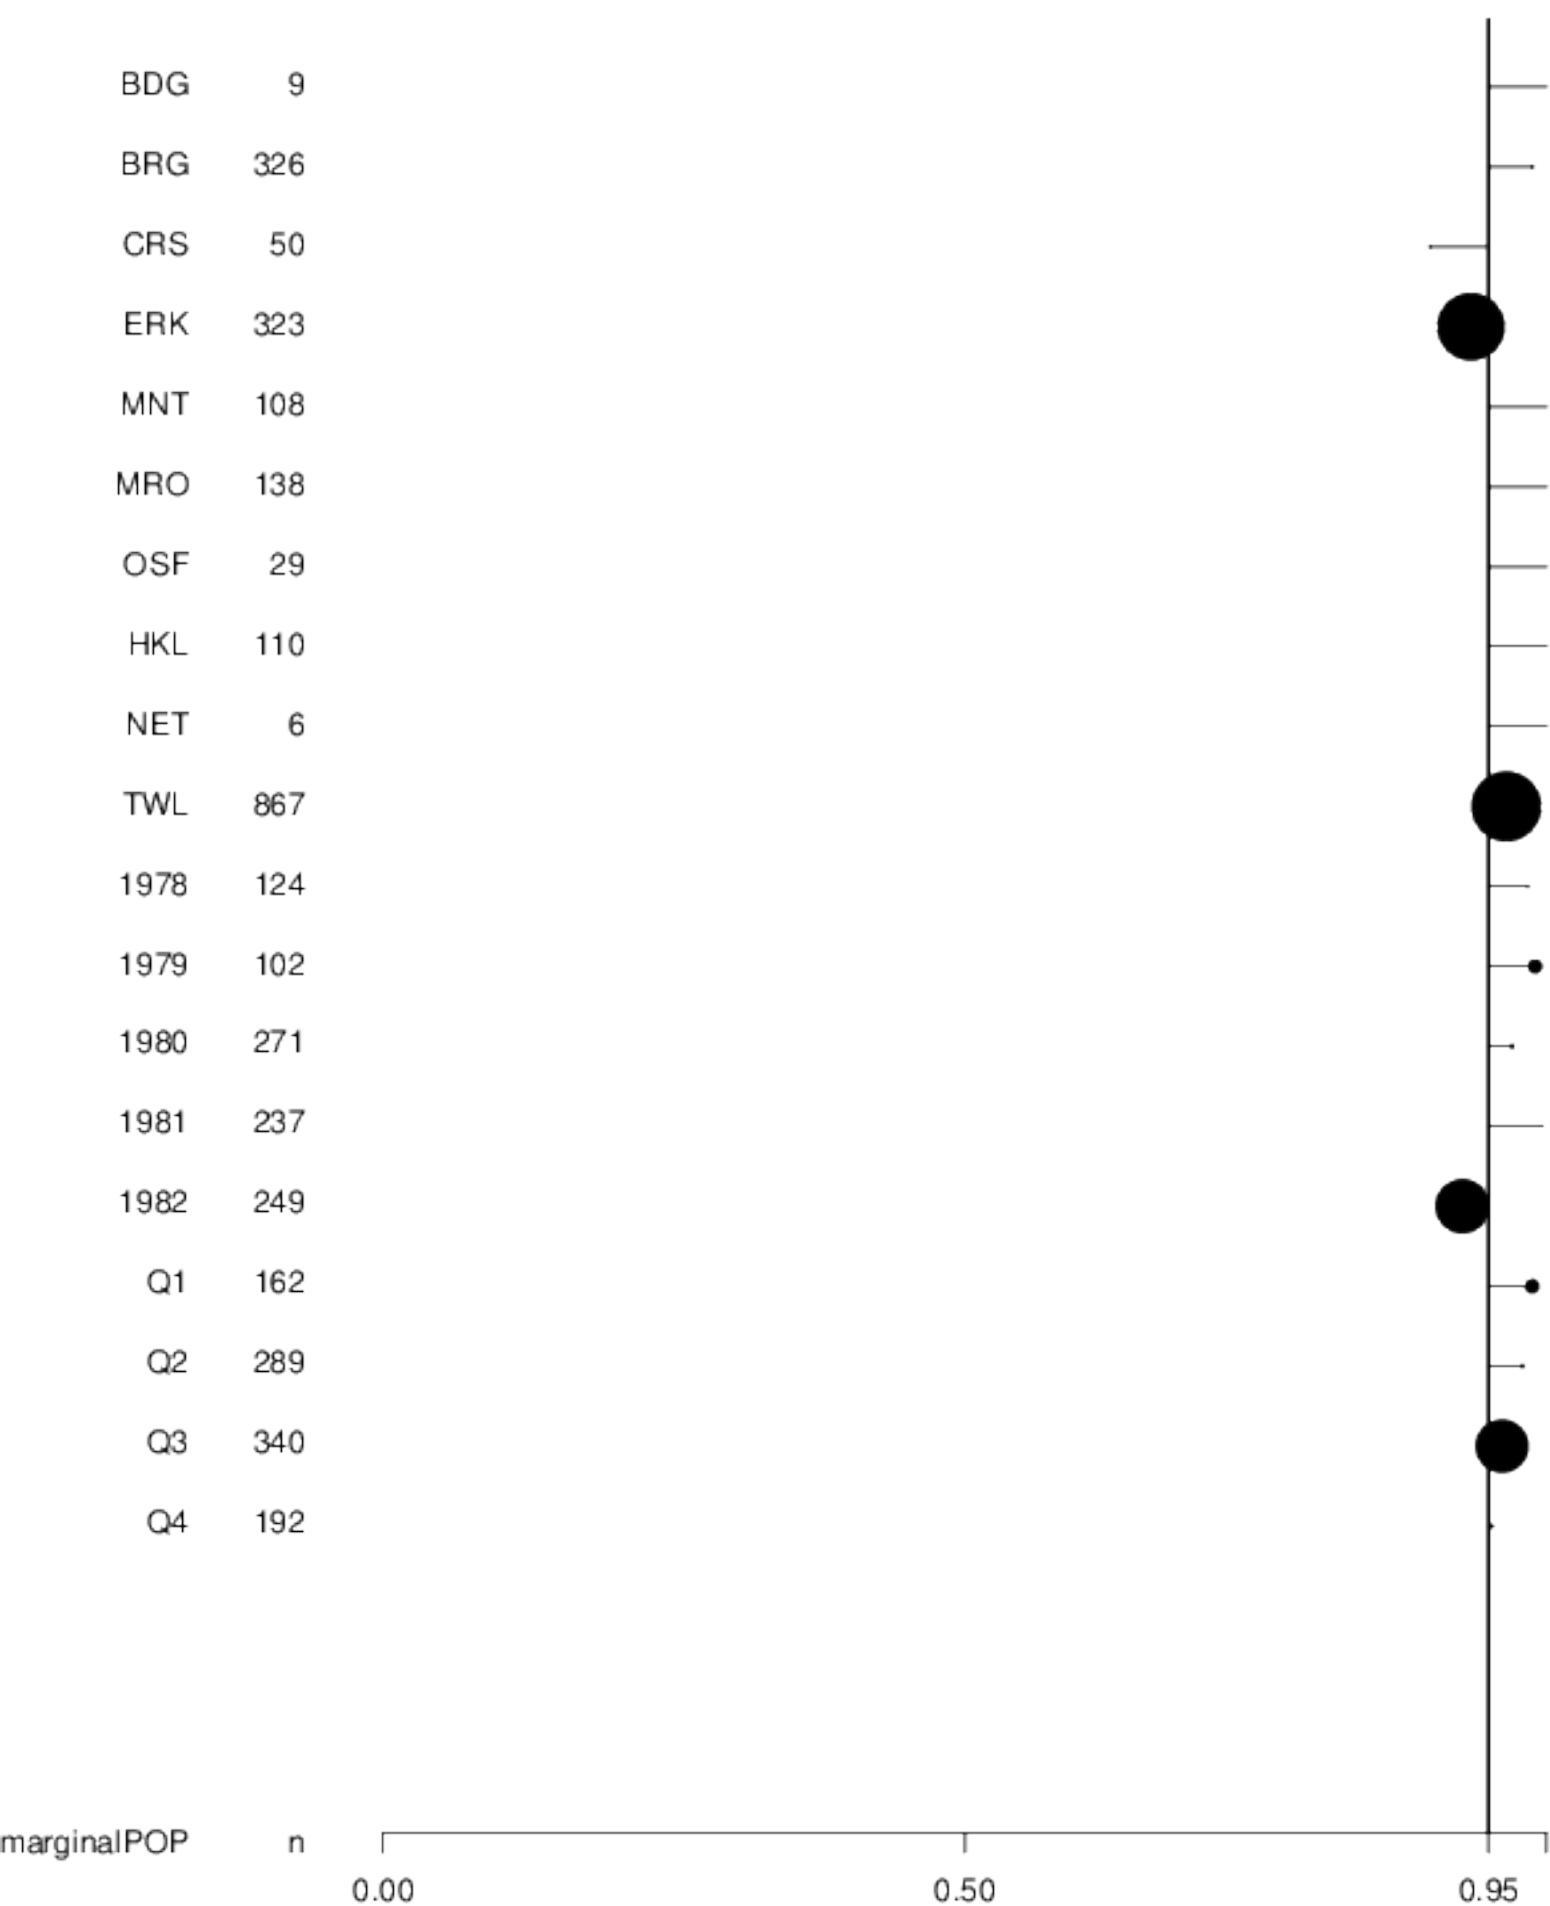 BDG 9
BRG 326
CRS 50
ERK 323
MNT 108
MRO 138
OSF 29
HKL 110
NET 6
TWL 867
1978 124
1979 102
1980 271
1981 237
1982 249
Q1 162
Q2 289
Q3 340
Q4 192
marginalPOP n
0.00 0.50 0.95